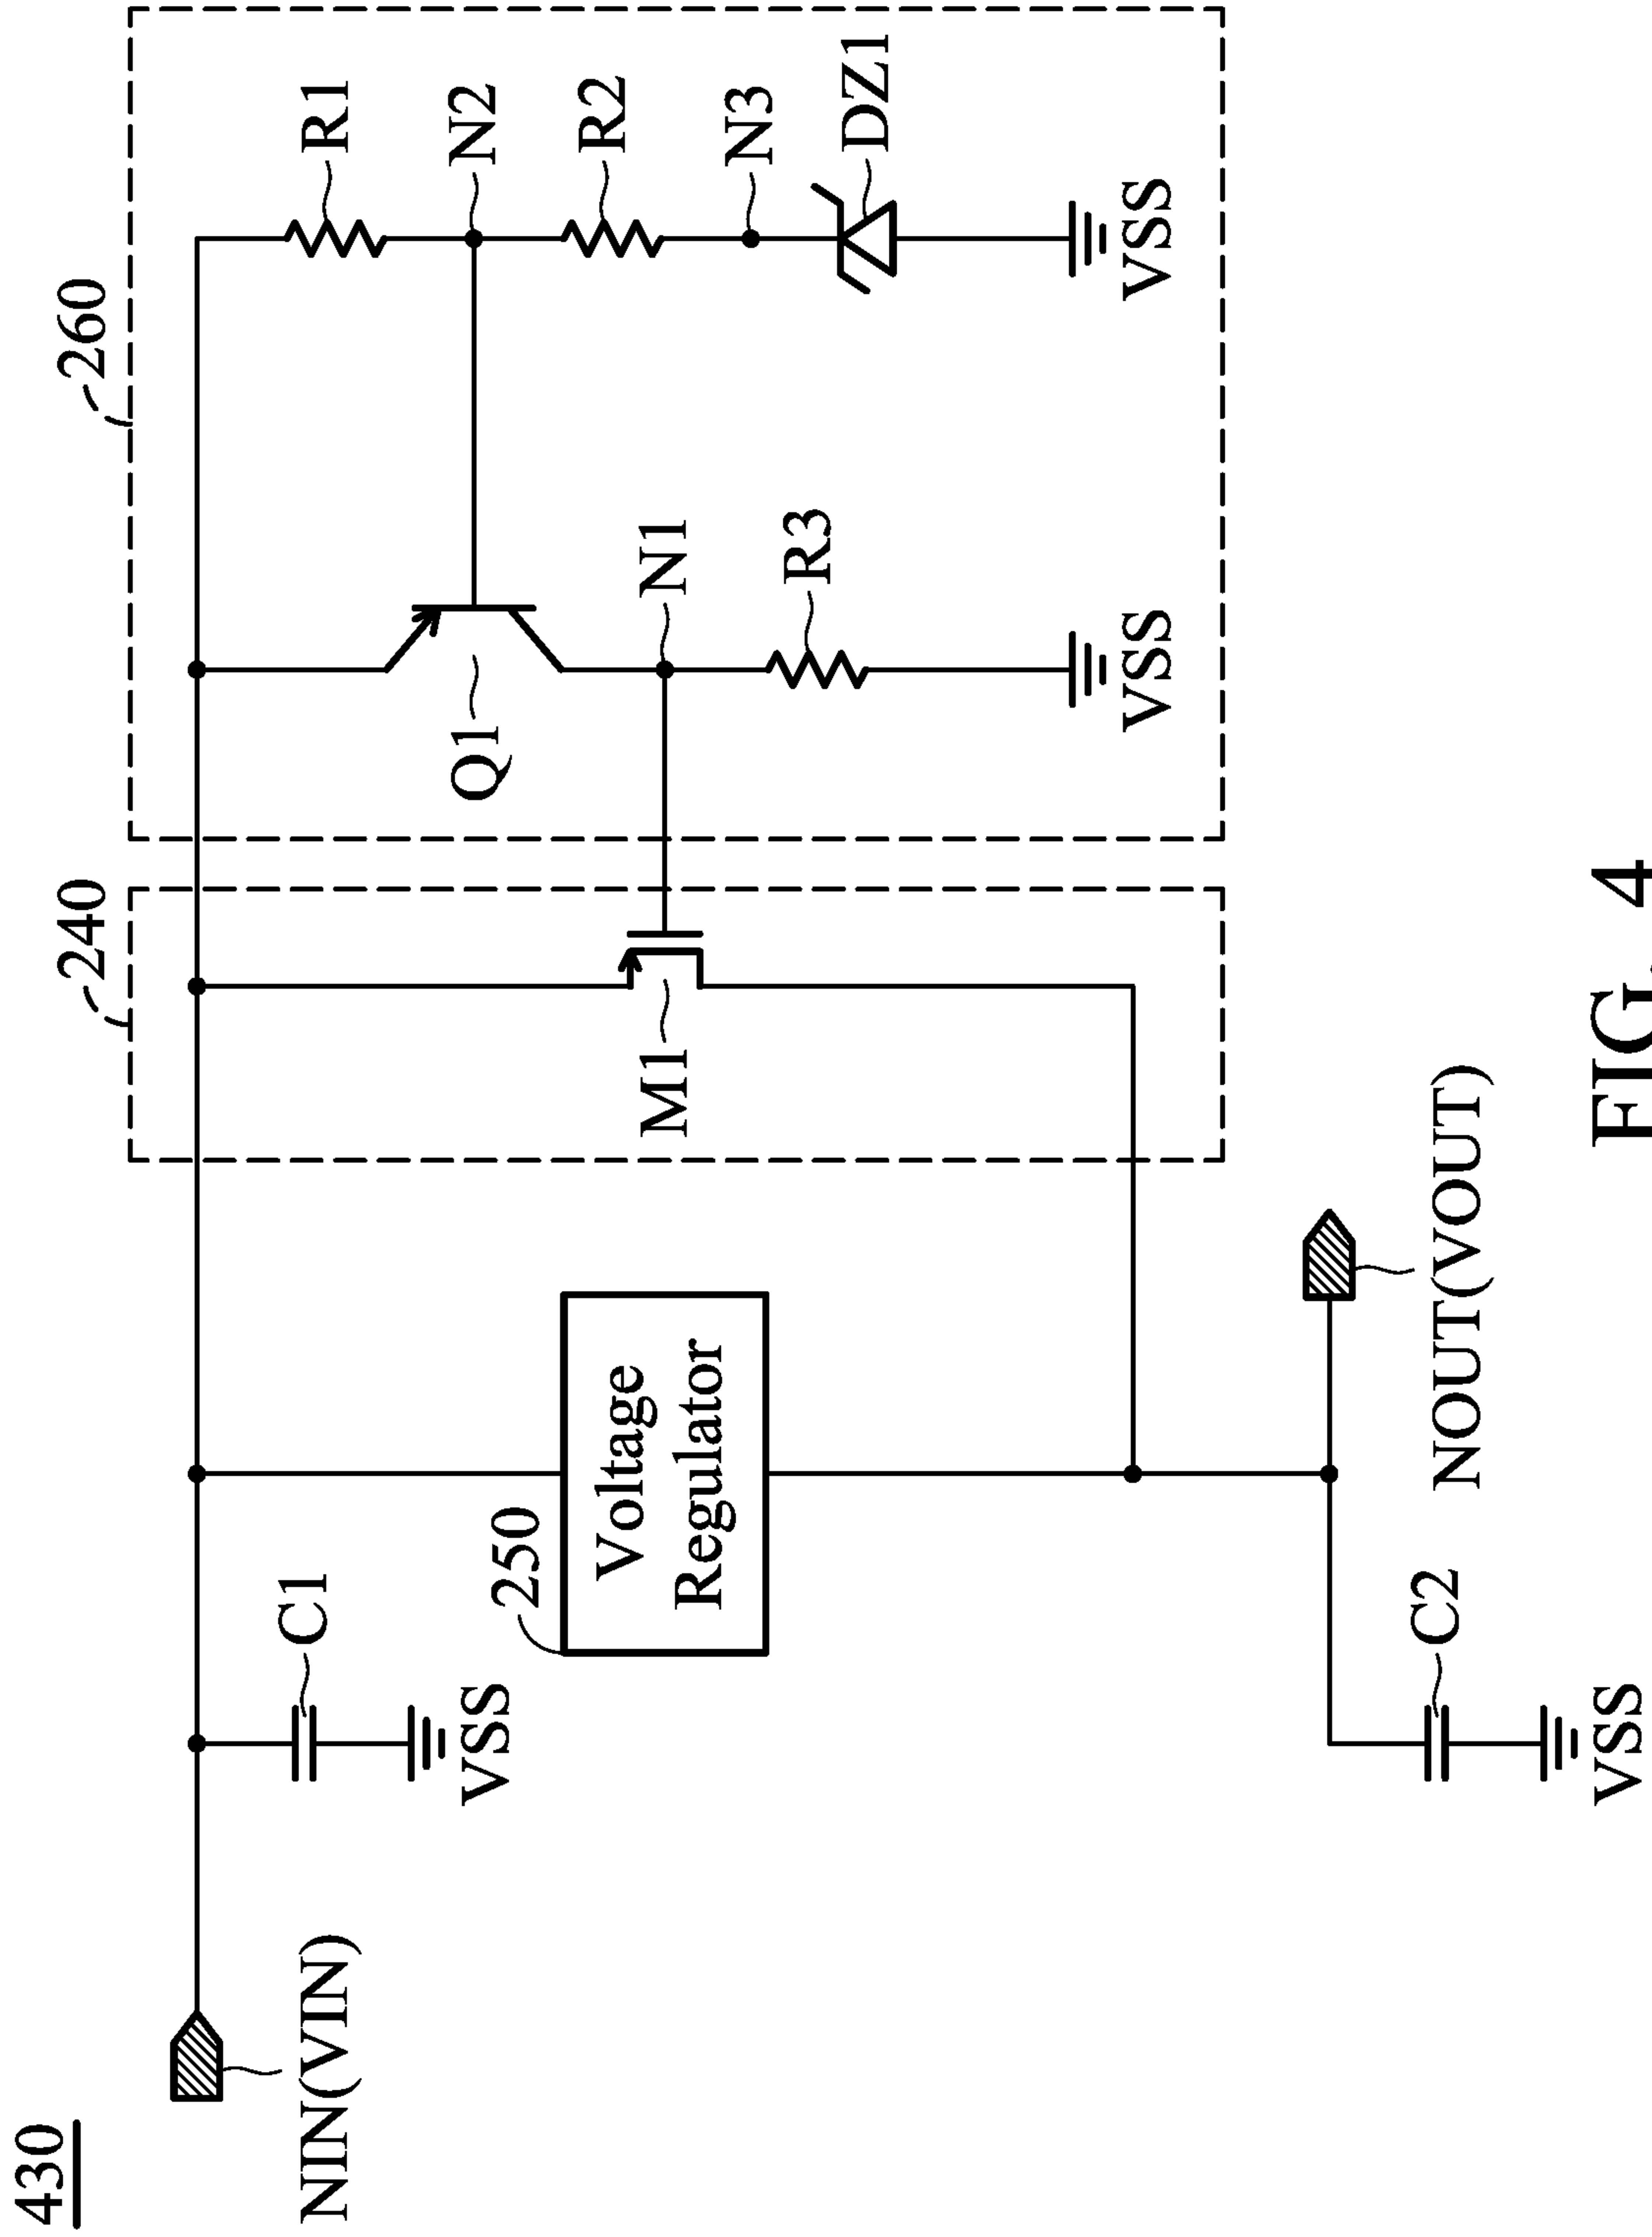 430
NIN(VIN)
C1
VSS
250
Voltage
Regulator
C2
VSS
NOUT(VOUT)
240
M1
260
Q1
N1
R3
VSS
R1
N2
R2
N3
DZ1
VSS
FIG. 4